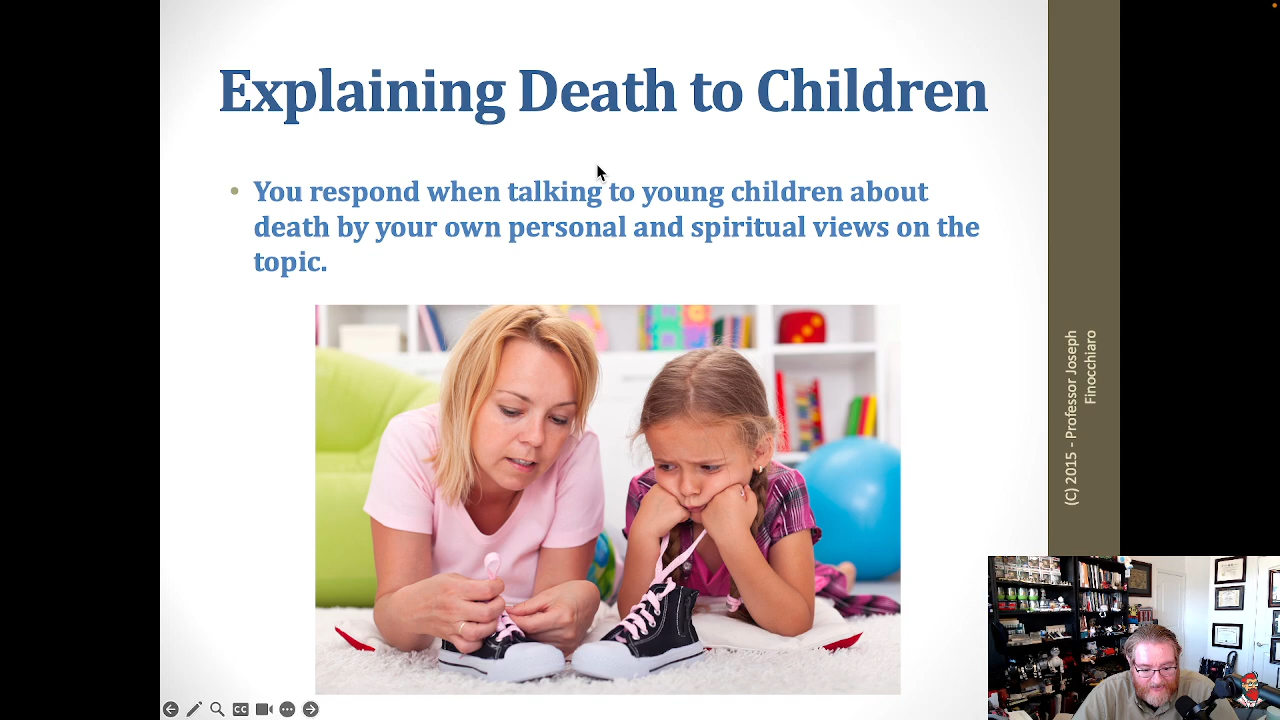 Explaining Death to Children
• You respond when talking to young children about
death by your own personal and spiritual views on the
topic.
(C) 2015 - Professor Joseph
Finocchiaro
CC